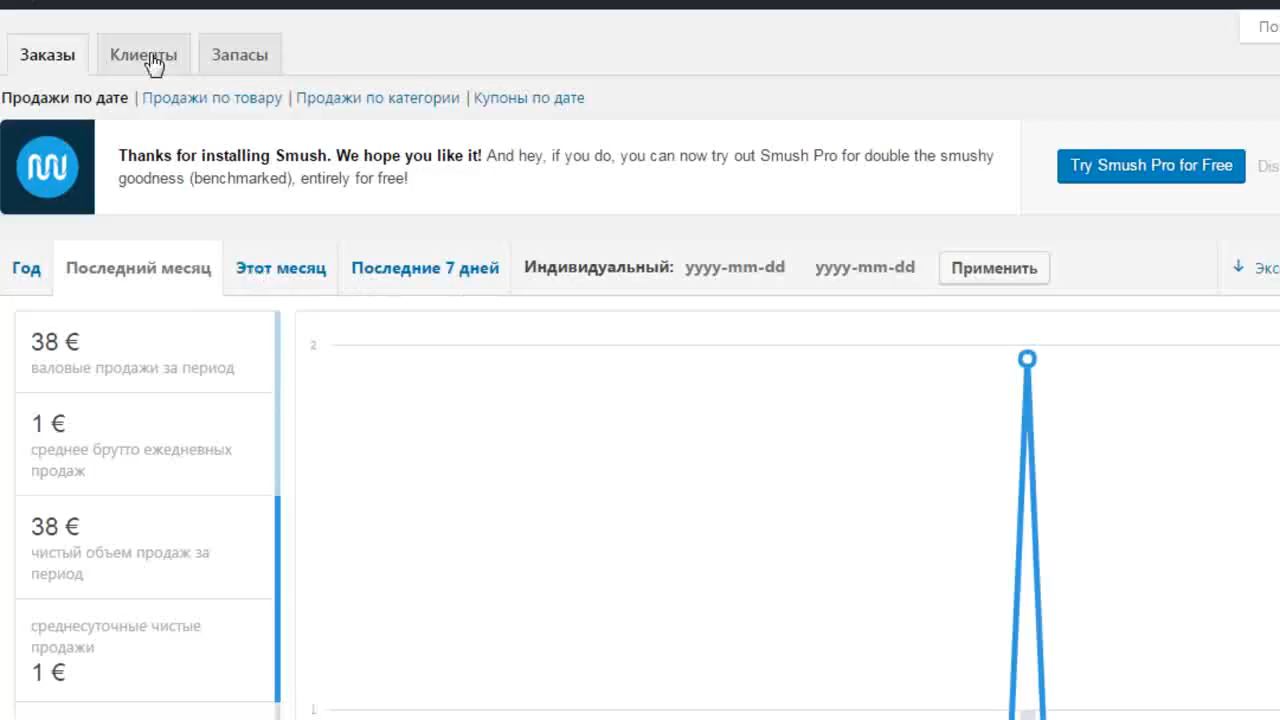 По
Заказы Клиенты Запасы
Продажи по дате | Продажи по товару | Продажи по категории | Купоны по дате
Thanks for installing Smush. We hope you like it! And hey, if you do, you can now try out Smush Pro for double the smushy
goodness (benchmarked), entirely for free!
Try Smush Pro for Free Dis
Год Последний месяц Этот месяц Последние 7 дней Индивидуальный: yyyy-mm-dd yyyy-mm-dd Применить Экс
38 €
валовые продажи за период
1 €
среднее брутто ежедневных
продаж
38 €
чистый объем продаж за
период
среднесуточные чистые
продажи
1 €
2
1